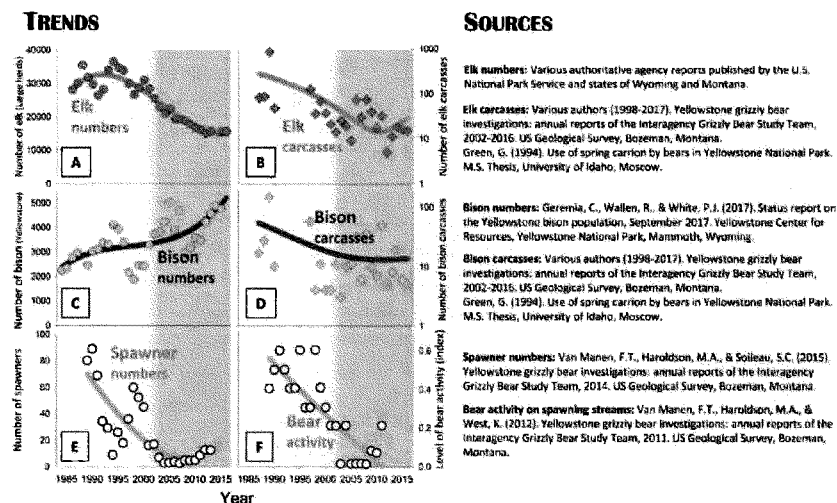 TRENDS
SOURCES
40000
30000
20000
10000
0
Number of elk (Large herds)
Elk
numbers
A
1000
100
10
1
Number of elk carcasses
Elk
carcasses
B
5000
4000
3000
2000
1000
0
Number of bison (Yellowstone)
Bison
numbers
C
100
10
1
Number of bison carcasses
Bison
carcasses
D
100
80
60
40
20
0
Number of spawners
Spawner
numbers
E
0.6
0.4
0.2
0.0
Level of bear activity (index)
Bear
activity
F
1985 1990 1995 2000 2005 2010 2015
1985 1990 1995 2000 2005 2010 2015
Year
Elk numbers: Various authoritative agency reports published by the U.S.
National Park Service and states of Wyoming and Montana.
Elk carcasses: Various authors (1998-2017). Yellowstone grizzly bear
investigations: annual reports of the Interagency Grizzly Bear Study Team,
2002-2016. US Geological Survey, Bozeman, Montana.
Green, G. (1994). Use of spring carrion by bears in Yellowstone National Park.
M.S. Thesis, University of Idaho, Moscow.
Bison numbers: Geremia, C., Wallen, R., & White, P.J. (2017). Status report on
the Yellowstone bison population, September 2017. Yellowstone Center for
Resources, Yellowstone National Park, Mammoth, Wyoming.
Bison carcasses: Various authors (1998-2017). Yellowstone grizzly bear
investigations: annual reports of the Interagency Grizzly Bear Study Team,
2002-2016. US Geological Survey, Bozeman, Montana.
Green, G. (1994). Use of spring carrion by bears in Yellowstone National Park.
M.S. Thesis, University of Idaho, Moscow.
Spawner numbers: Van Manen, F.T., Haroldson, M.A., & Soileau, S.C. (2015).
Yellowstone grizzly bear investigations: annual reports of the Interagency
Grizzly Bear Study Team, 2014. US Geological Survey, Bozeman, Montana.
Bear activity on spawning streams: Van Manen, F.T., Haroldson, M.A., &
West, K. (2012). Yellowstone grizzly bear investigations: annual reports of the
Interagency Grizzly Bear Study Team, 2011. US Geological Survey, Bozeman,
Montana.